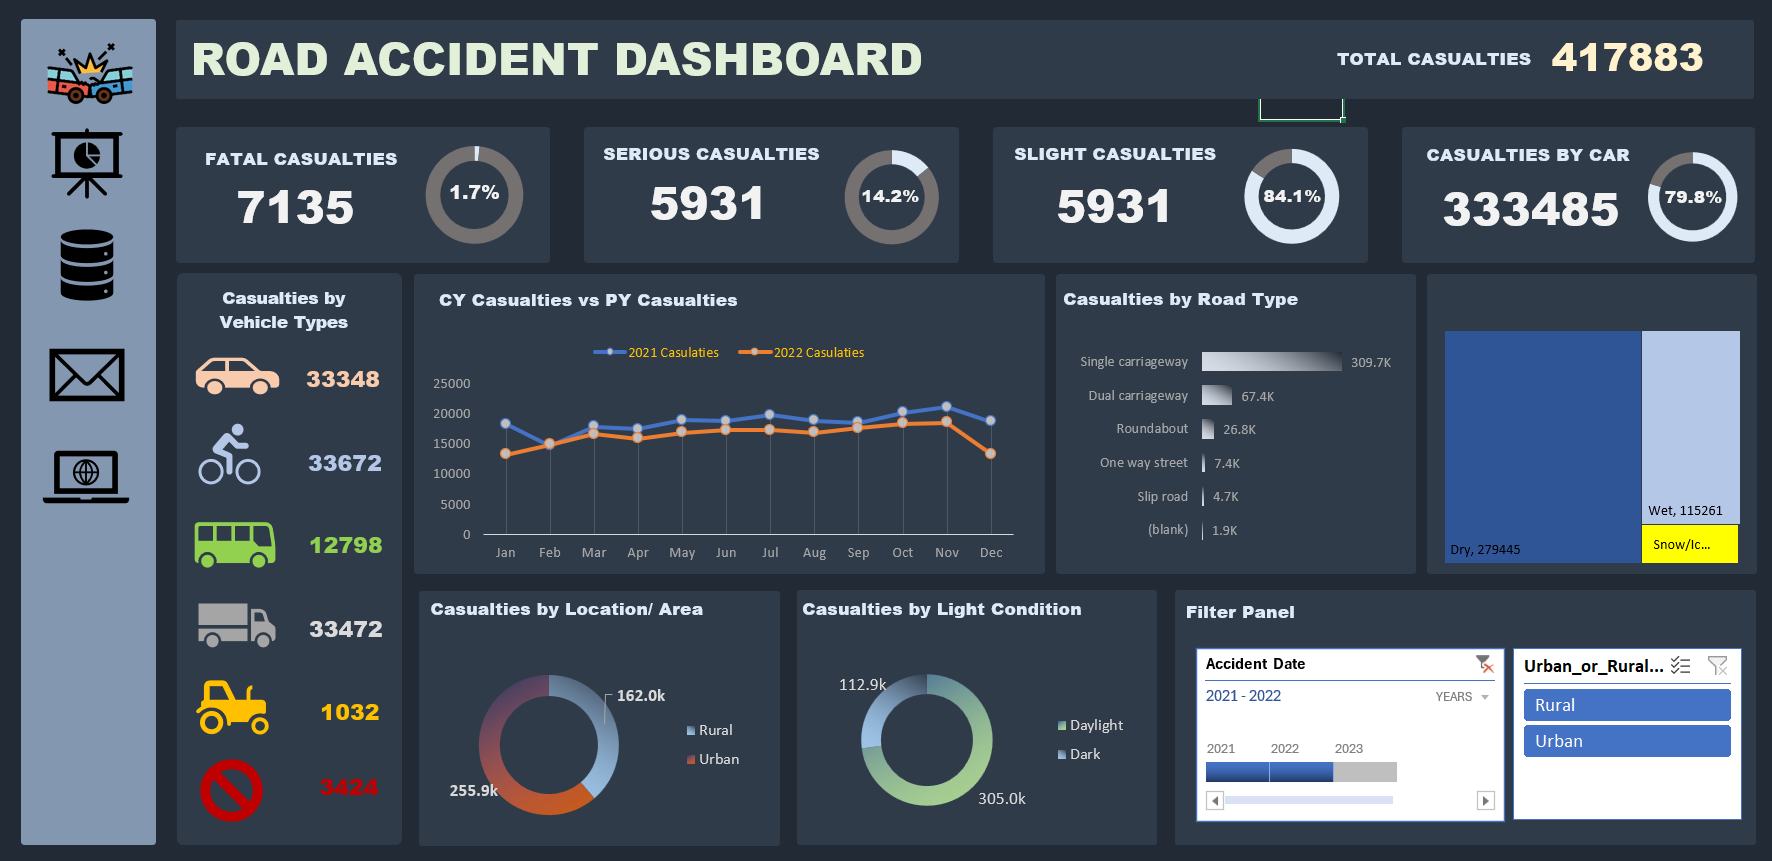 ROAD ACCIDENT DASHBOARD
TOTAL CASUALTIES 417883
FATAL CASUALTIES
7135
1.7%
SERIOUS CASUALTIES
5931
14.2%
SLIGHT CASUALTIES
5931
84.1%
CASUALTIES BY CAR
333485
79.8%
Casualties by
Vehicle Types
33348
33672
12798
33472
1032
3424
CY Casualties vs PY Casualties
2021 Casulaties
2022 Casulaties
25000
20000
15000
10000
5000
0
Jan Feb Mar Apr May Jun Jul Aug Sep Oct Nov Dec
Casualties by Road Type
Single carriageway 309.7K
Dual carriageway 67.4K
Roundabout 26.8K
One way street 7.4K
Slip road 4.7K
(blank) 1.9K
Dry, 279445
Wet, 115261
Snow/Ic...
Casualties by Location/ Area
162.0k
255.9k
Rural
Urban
Casualties by Light Condition
112.9k
305.0k
Daylight
Dark
Filter Panel
Accident Date
2021 - 2022
YEARS
2021 2022 2023
Urban_or_Rural...
Rural
Urban